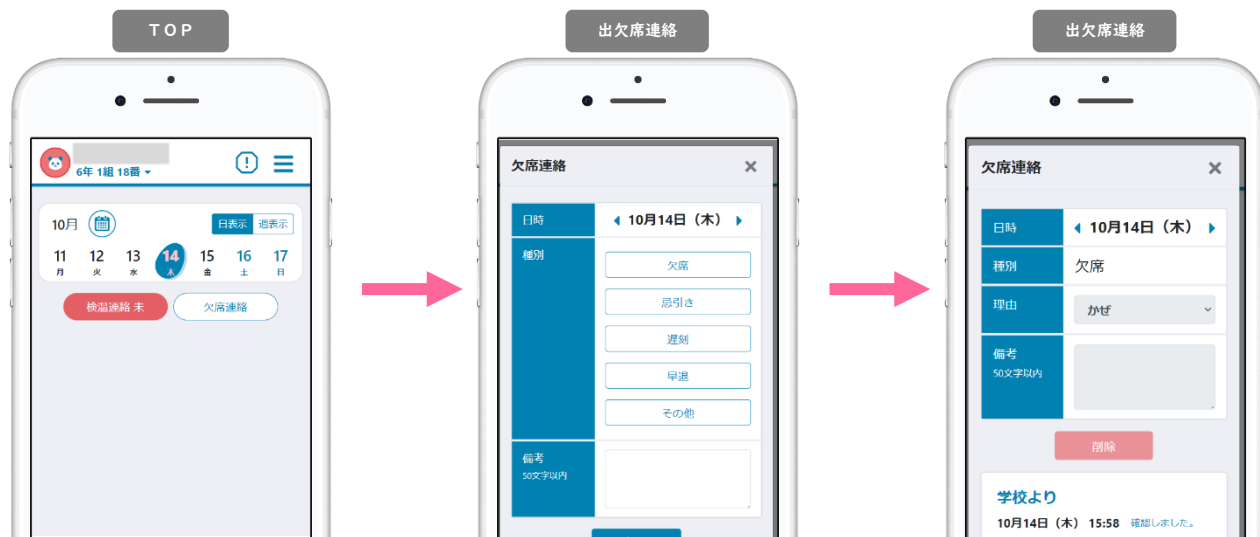 TOP
6年 1組 18番
10月
日表示 週表示
11 12 13 14 15 16 17
月 火 水 木 金 土 日
検温連絡 未 欠席連絡
出欠席連絡
欠席連絡
日時 10月14日（木）
種別
欠席
忌引き
遅刻
早退
その他
備考
50文字以内
出欠席連絡
欠席連絡
日時 10月14日（木）
種別 欠席
理由 かぜ
備考
50文字以内
削除
学校より
10月14日（木） 15:58 確認しました。